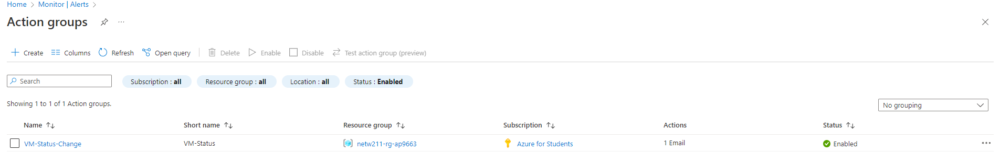 Home > Monitor | Alerts >
Action groups ...
Create Columns Refresh Open query Delete Enable Disable Test action group (preview)
Search Subscription : all Resource group : all Location : all Status : Enabled
Showing 1 to 1 of 1 Action groups. No grouping
Name Short name Resource group Subscription Actions Status
VM-Status-Change VM-Status netw211-rg-ap9663 Azure for Students 1 Email Enabled ...